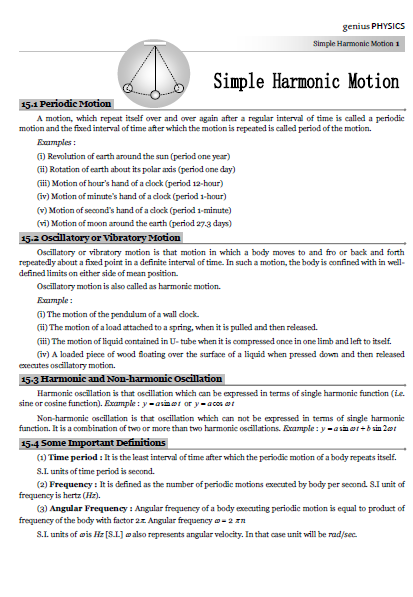 genius PHYSICS
Simple Harmonic Motion 1
Simple Harmonic Motion
15.1 Periodic Motion
A motion, which repeat itself over and over again after a regular interval of time is called a periodic
motion and the fixed interval of time after which the motion is repeated is called period of the motion.
Examples :
(i) Revolution of earth around the sun (period one year)
(ii) Rotation of earth about its polar axis (period one day)
(iii) Motion of hour's hand of a clock (period 12-hour)
(iv) Motion of minute's hand of a clock (period 1-hour)
(v) Motion of second's hand of a clock (period 1-minute)
(vi) Motion of moon around the earth (period 27.3 days)
15.2 Oscillatory or Vibratory Motion
Oscillatory or vibratory motion is that motion in which a body moves to and fro or back and forth
repeatedly about a fixed point in a definite interval of time. In such a motion, the body is confined with in well-
defined limits on either side of mean position.
Oscillatory motion is also called as harmonic motion.
Example :
(i) The motion of the pendulum of a wall clock.
(ii) The motion of a load attached to a spring, when it is pulled and then released.
(iii) The motion of liquid contained in U- tube when it is compressed once in one limb and left to itself.
(iv) A loaded piece of wood floating over the surface of a liquid when pressed down and then released
executes oscillatory motion.
15.3 Harmonic and Non-harmonic Oscillation
Harmonic oscillation is that oscillation which can be expressed in terms of single harmonic function (i.e.
sine or cosine function). Example : y = a sin ω t or y = a cos ω t
Non-harmonic oscillation is that oscillation which can not be expressed in terms of single harmonic
function. It is a combination of two or more than two harmonic oscillations. Example : y = a sin ω t + b sin 2ω t
15.4 Some Important Definitions
(1) Time period : It is the least interval of time after which the periodic motion of a body repeats itself.
S.I. units of time period is second.
(2) Frequency : It is defined as the number of periodic motions executed by body per second. S.I unit of
frequency is hertz (Hz).
(3) Angular Frequency : Angular frequency of a body executing periodic motion is equal to product of
frequency of the body with factor 2π. Angular frequency ω = 2 π n
S.I. units of ω is Hz [S.I.] ω also represents angular velocity. In that case unit will be rad/sec.